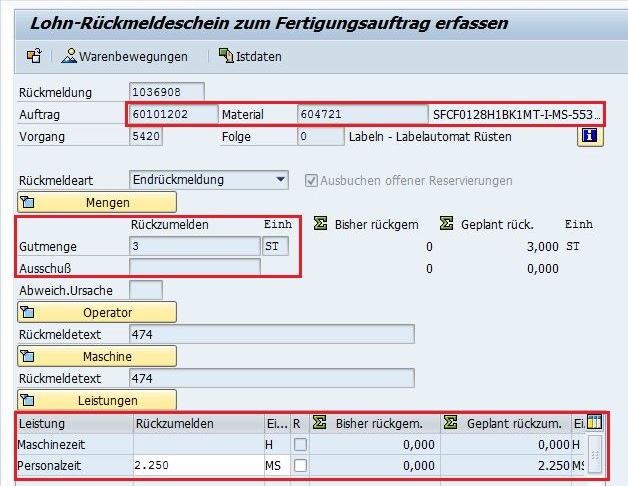 Lohn-Rückmeldeschein zum Fertigungsauftrag erfassen
Warenbewegungen Istdaten
Rückmeldung 1036908
Auftrag 60101202 Material 604721 SFCF0128H1BK1MT-I-MS-553...
Vorgang 5420 Folge 0 Labeln - Labelautomat Rüsten
Rückmeldeart Endrückmeldung Ausbuchen offener Reservierungen
Mengen
Rückzumelden Einh Bisher rückgem Geplant rück. Einh
Gutmenge 3 ST 0 3,000 ST
Ausschuß 0 0,000
Abweich.Ursache
Operator
Rückmeldetext 474
Maschine
Rückmeldetext 474
Leistungen
Leistung Rückzumelden Ei... R Bisher rückgem. Geplant rückzum. Ei...
Maschinezeit H 0,000 0,000 H
Personalzeit 2.250 MS 0,000 2.250 MS